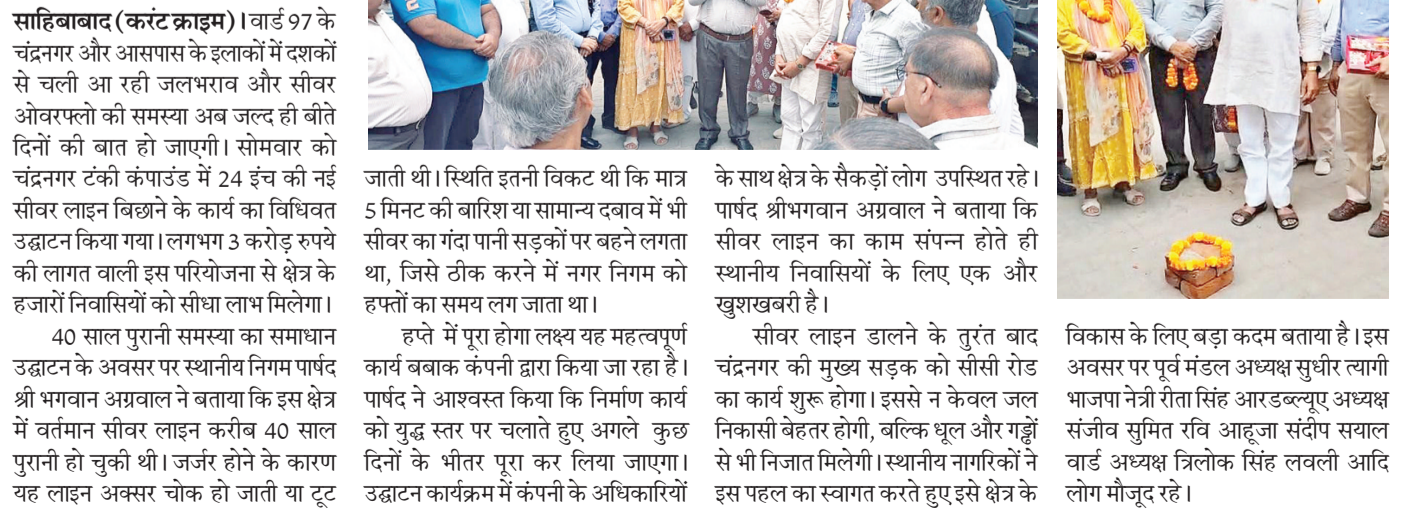 साहिबाबाद (करंट क्राइम)। वार्ड 97 के
चंद्रनगर और आसपास के इलाकों में दशकों
से चली आ रही जलभराव और सीवर
ओवरफ्लो की समस्या अब जल्द ही बीते
दिनों की बात हो जाएगी। सोमवार को
चंद्रनगर टंकी कंपाउंड में 24 इंच की नई
सीवर लाइन बिछाने के कार्य का विधिवत
उद्घाटन किया गया। लगभग 3 करोड़ रुपये
की लागत वाली इस परियोजना से क्षेत्र के
हजारों निवासियों को सीधा लाभ मिलेगा।
40 साल पुरानी समस्या का समाधान
उद्घाटन के अवसर पर स्थानीय निगम पार्षद
श्री भगवान अग्रवाल ने बताया कि इस क्षेत्र
में वर्तमान सीवर लाइन करीब 40 साल
पुरानी हो चुकी थी। जर्जर होने के कारण
यह लाइन अक्सर चोक हो जाती या टूट
जाती थी। स्थिति इतनी विकट थी कि मात्र
5 मिनट की बारिश या सामान्य दबाव में भी
सीवर का गंदा पानी सड़कों पर बहने लगता
था, जिसे ठीक करने में नगर निगम को
हफ्तों का समय लग जाता था।
हप्ते में पूरा होगा लक्ष्य यह महत्वपूर्ण
कार्य बबाक कंपनी द्वारा किया जा रहा है।
पार्षद ने आश्वस्त किया कि निर्माण कार्य
को युद्ध स्तर पर चलाते हुए अगले कुछ
दिनों के भीतर पूरा कर लिया जाएगा।
उद्घाटन कार्यक्रम में कंपनी के अधिकारियों
के साथ क्षेत्र के सैकड़ों लोग उपस्थित रहे।
पार्षद श्रीभगवान अग्रवाल ने बताया कि
सीवर लाइन का काम संपन्न होते ही
स्थानीय निवासियों के लिए एक और
खुशखबरी है।
सीवर लाइन डालने के तुरंत बाद
चंद्रनगर की मुख्य सड़क को सीसी रोड
का कार्य शुरू होगा। इससे न केवल जल
निकासी बेहतर होगी, बल्कि धूल और गड्ढों
से भी निजात मिलेगी। स्थानीय नागरिकों ने
इस पहल का स्वागत करते हुए इसे क्षेत्र के
विकास के लिए बड़ा कदम बताया है। इस
अवसर पर पूर्व मंडल अध्यक्ष सुधीर त्यागी
भाजपा नेत्री रीता सिंह आरडब्ल्यूए अध्यक्ष
संजीव सुमित रवि आहूजा संदीप सयाल
वार्ड अध्यक्ष त्रिलोक सिंह लवली आदि
लोग मौजूद रहे।